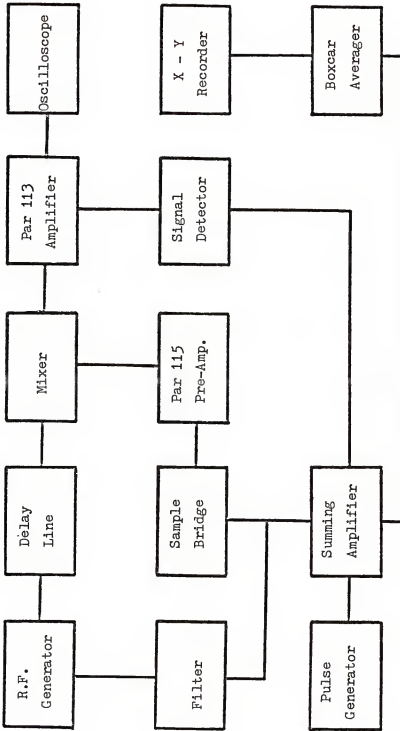 R.F.
Generator
Delay
Line
Mixer
Par 113
Amplifier
Oscilloscope
Filter
Sample
Bridge
Par 115
Pre-Amp.
Signal
Detector
X - Y
Recorder
Pulse
Generator
Summing
Amplifier
Boxcar
Averager